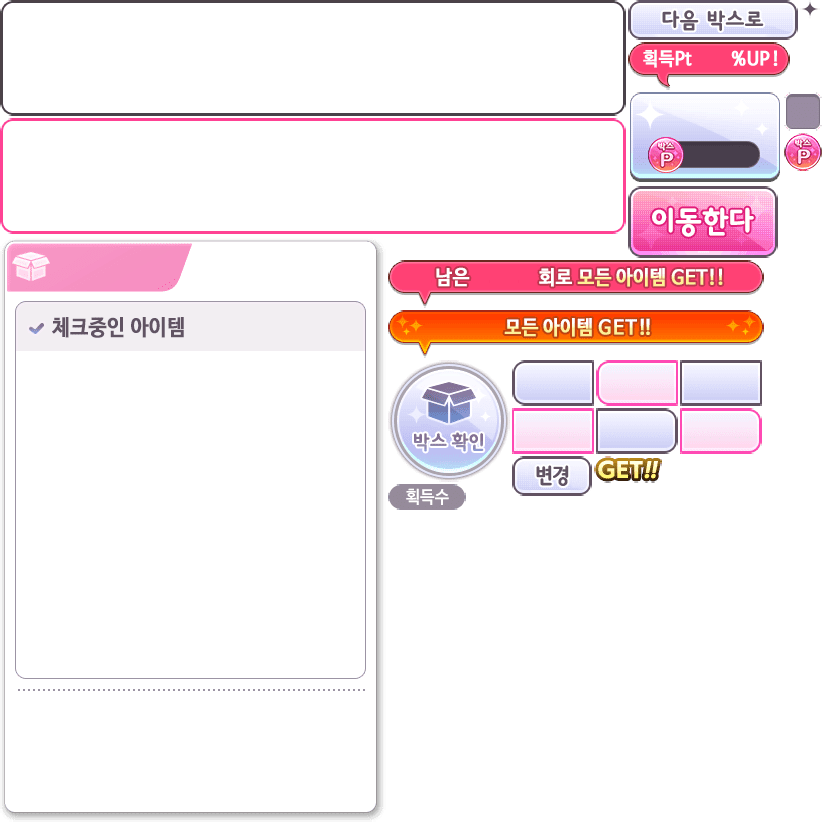 다음 박스로
획득Pt %UP!
박스
P
박스
P
이동한다
남은 회로 모든 아이템 GET!!
모든 아이템 GET!!
체크중인 아이템
박스 확인
변경
GET!!
획득수